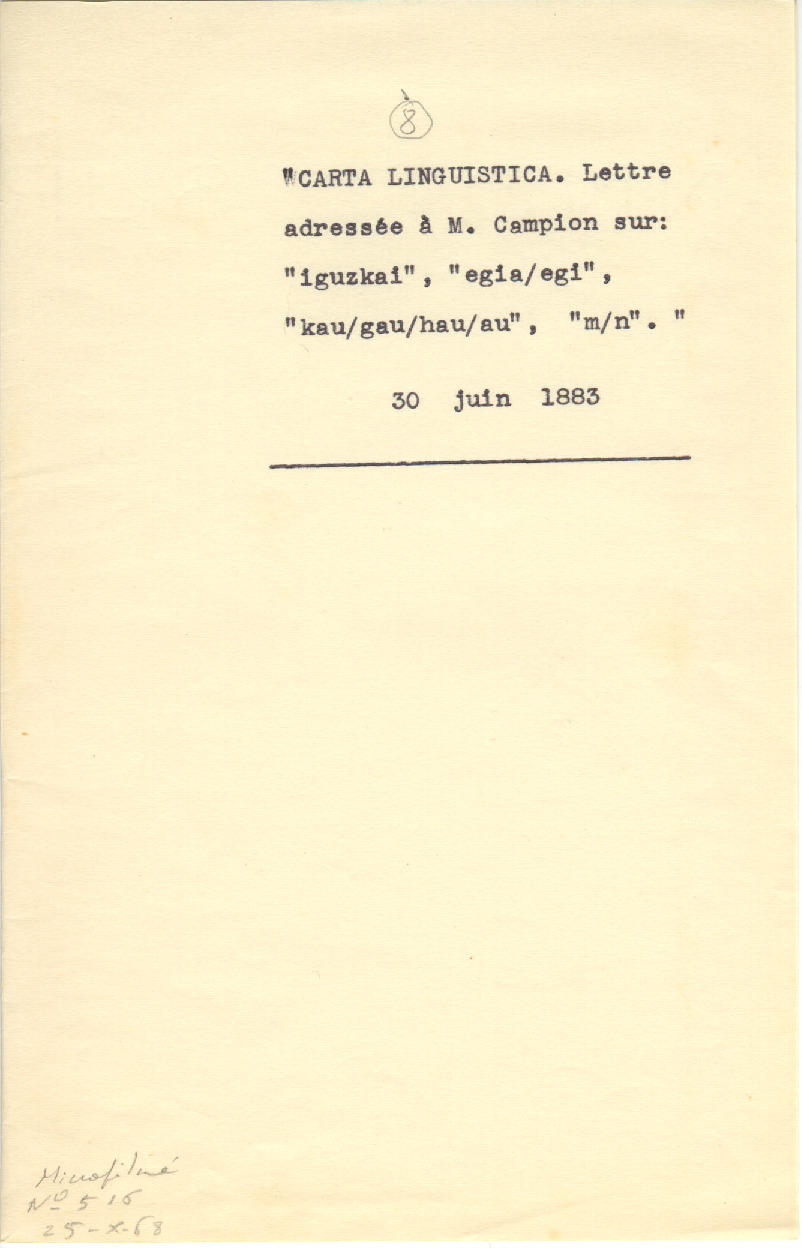 8
"CARTA LINGUISTICA. Lettre
adressée à M. Campion sur:
"iguzkai", "egia/egi",
"kau/gau/hau/au", "m/n". "
30 juin 1883
Microfilmé
Nº 516
25-X-68